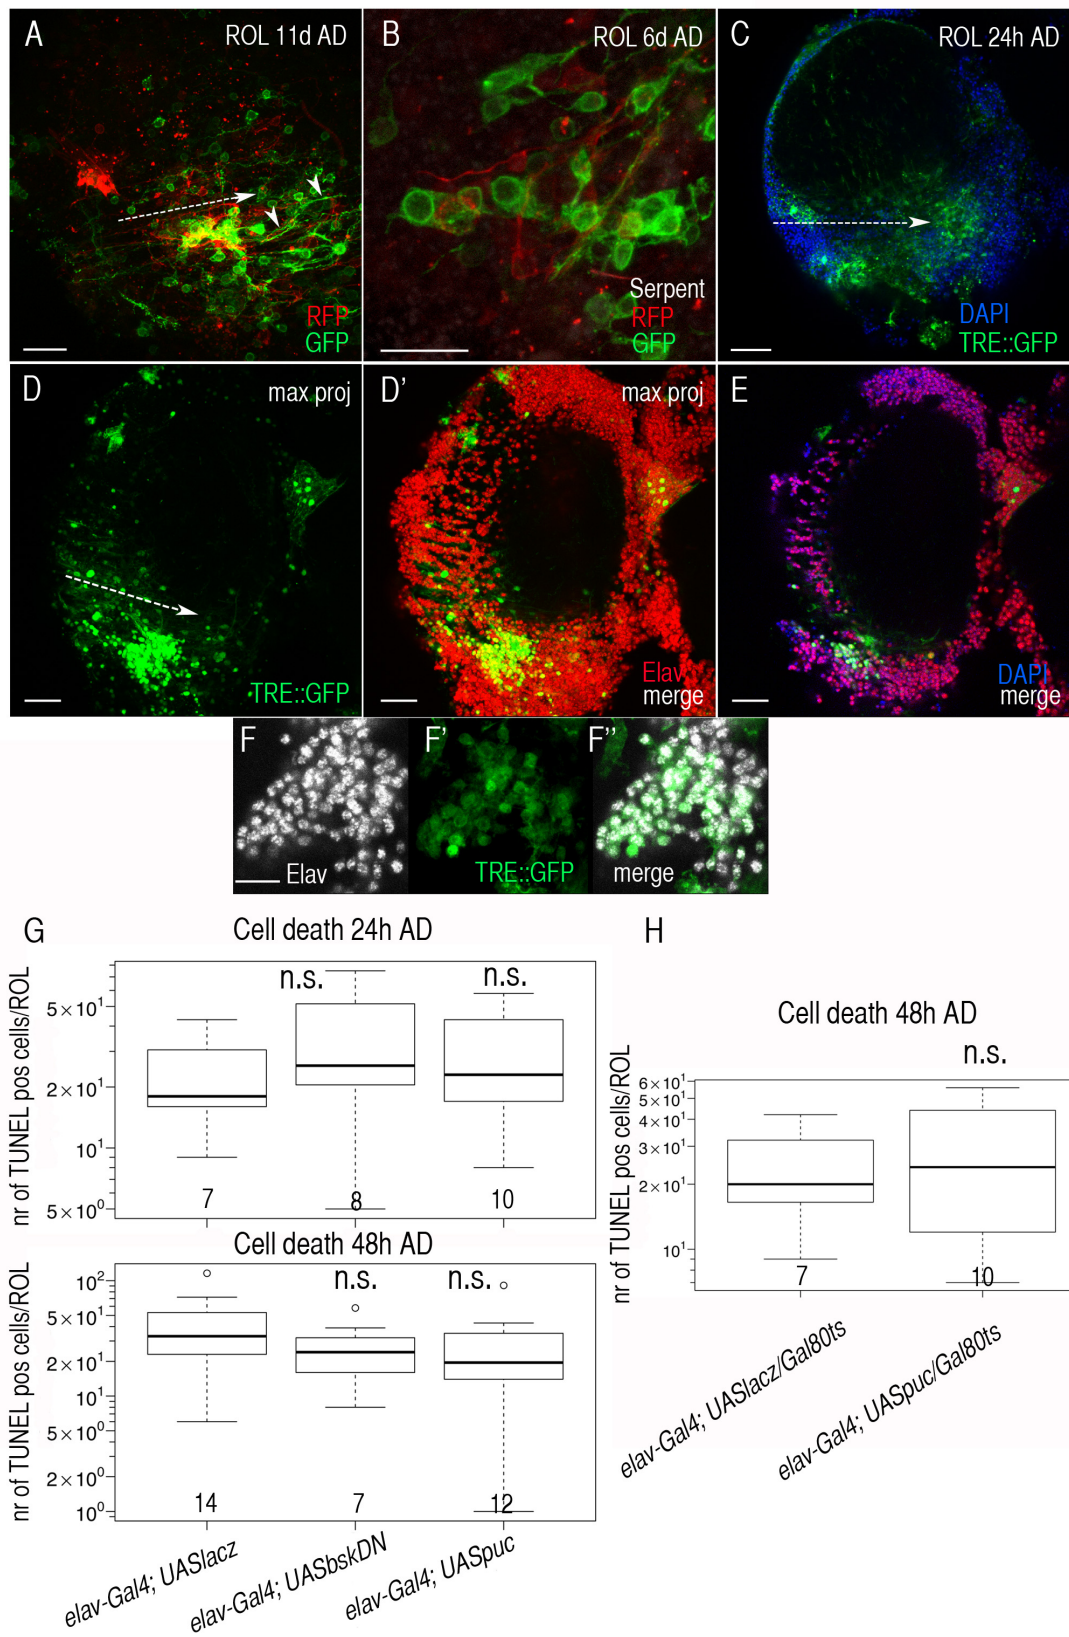 A
ROL 11d AD
RFP
GFP
B
ROL 6d AD
Serpent
RFP
GFP
C
ROL 24h AD
DAPI
TRE::GFP
D
max proj
TRE::GFP
D’
max proj
Elav
merge
E
DAPI
merge
F
Elav
F’
TRE::GFP
F’’
merge
G
Cell death 24h AD
nr of TUNEL pos cells/ROL
5×10¹
2×10¹
10¹
5×10⁰
n.s.
n.s.
7
8
10
Cell death 48h AD
nr of TUNEL pos cells/ROL
10²
5×10¹
2×10¹
10¹
5×10⁰
2×10⁰
10⁰
n.s.
n.s.
14
7
12
elav-Gal4; UASlacz
elav-Gal4; UASbskDN
elav-Gal4; UASpuc
H
Cell death 48h AD
n.s.
nr of TUNEL pos cells/ROL
6×10¹
5×10¹
4×10¹
3×10¹
2×10¹
10¹
7
10
elav-Gal4; UASlacz/Gal80ts
elav-Gal4; UASpuc/Gal80ts